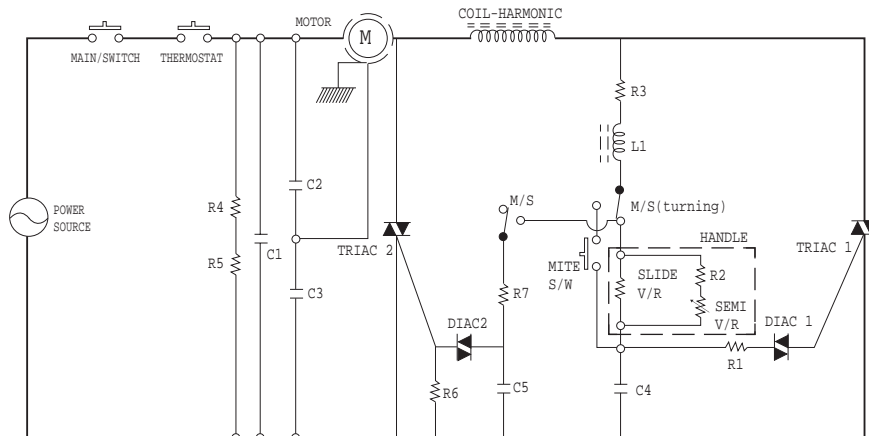 COIL-HARMONIC
MOTOR
M
MAIN/SWITCH
THERMOSTAT
R3
L1
C2
M/S
M/S(turning)
R4
POWER
SOURCE
HANDLE
C1
TRIAC 2
TRIAC 1
R5
MITE
S/W
SLIDE
V/R
R2
C3
R7
SEMI
V/R
DIAC2
DIAC 1
R1
R6
C5
C4